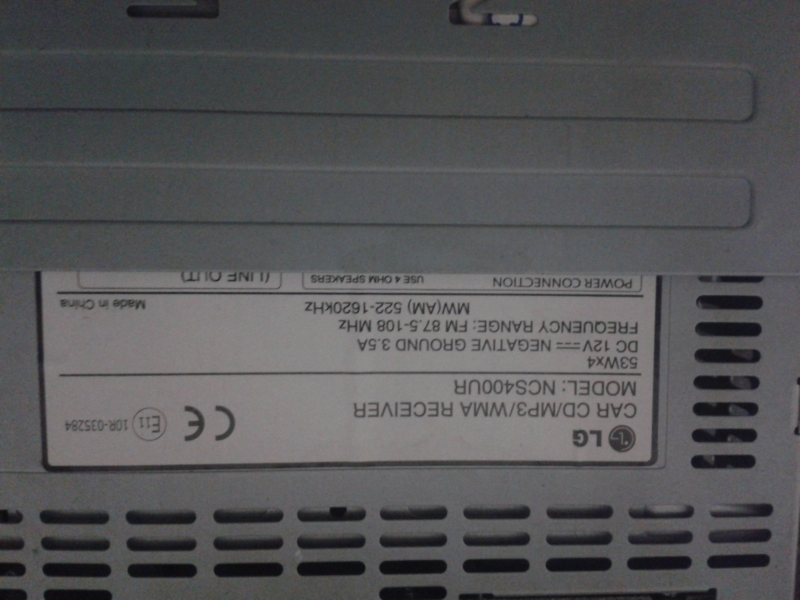 LG
CAR CD/MP3/WMA RECEIVER
MODEL: NCS400UR
CE E11 10R-035284
53Wx4
DC 12V NEGATIVE GROUND 3.5A
FREQUENCY RANGE: FM 87.5-108 MHz
MW(AM) 522-1620kHz
Made in China
POWER CONNECTION
USE 4 OHM SPEAKERS
(LINE OUT)